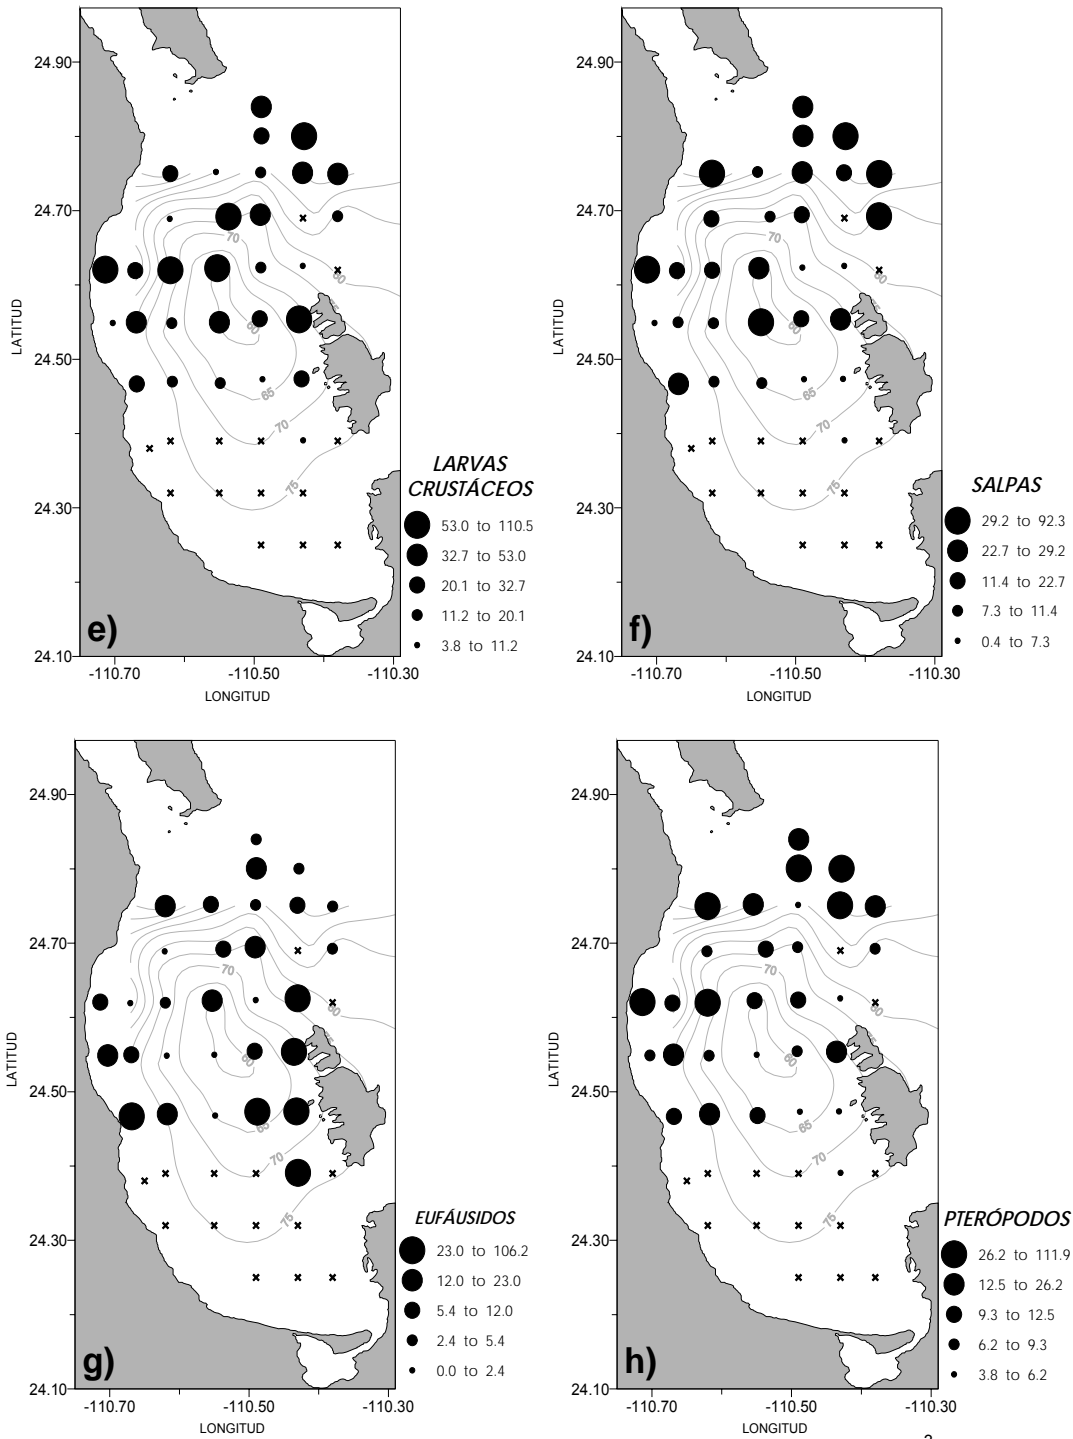 24.90
24.70
24.50
24.30
24.10
LATITUD
-110.70 -110.50 -110.30
LONGITUD
70
90
80
65
70
75
e)
LARVAS
CRUSTÁCEOS
53.0 to 110.5
32.7 to 53.0
20.1 to 32.7
11.2 to 20.1
3.8 to 11.2
24.90
24.70
24.50
24.30
24.10
LATITUD
-110.70 -110.50 -110.30
LONGITUD
70
90
65
70
75
f)
SALPAS
29.2 to 92.3
22.7 to 29.2
11.4 to 22.7
7.3 to 11.4
0.4 to 7.3
24.90
24.70
24.50
24.30
24.10
LATITUD
-110.70 -110.50 -110.30
LONGITUD
70
90
70
75
g)
EUFÁUSIDOS
23.0 to 106.2
12.0 to 23.0
5.4 to 12.0
2.4 to 5.4
0.0 to 2.4
24.90
24.70
24.50
24.30
24.10
LATITUD
-110.70 -110.50 -110.30
LONGITUD
70
90
65
70
75
h)
PTERÓPODOS
26.2 to 111.9
12.5 to 26.2
9.3 to 12.5
6.2 to 9.3
3.8 to 6.2